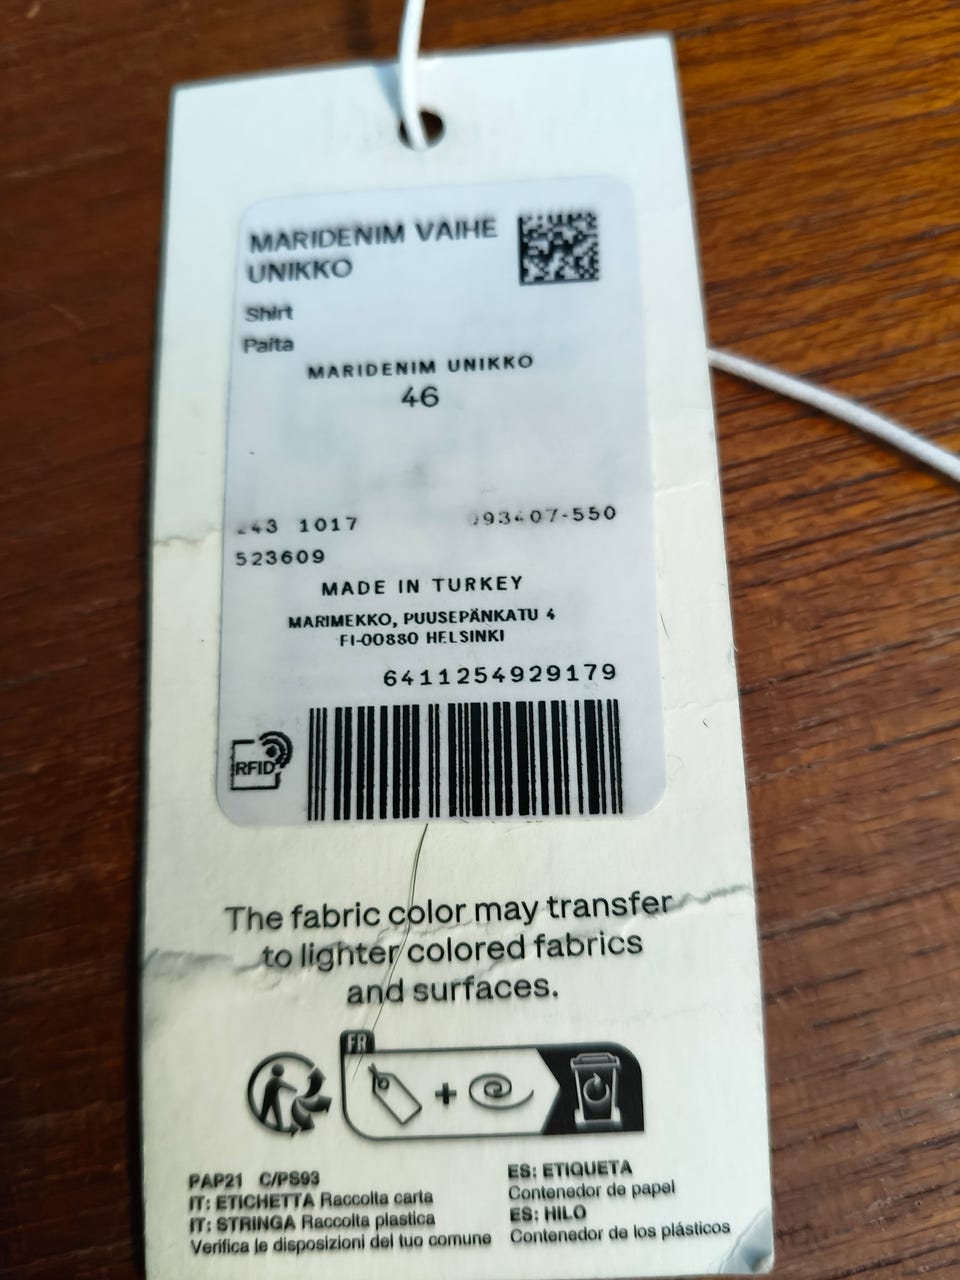 MARIDENIM VAIHE
UNIKKO
Shirt
Paita
MARIDENIM UNIKKO
46
1017
523609
MADE IN TURKEY
MARIMEKKO, PUUSEPÄNKATU 4
FI-00880 HELSINKI
6411254929179
RFID
The fabric color may transfer
to lighter colored fabrics
and surfaces.
FR
+
PAP21 C/PS93
IT: ETICHETTA Raccolta carta
IT: STRINGA Raccolta plastica
Verifica le disposizioni del tuo comune
ES: ETIQUETA
Contenedor de papel
ES: HILO
Contenedor de los plásticos